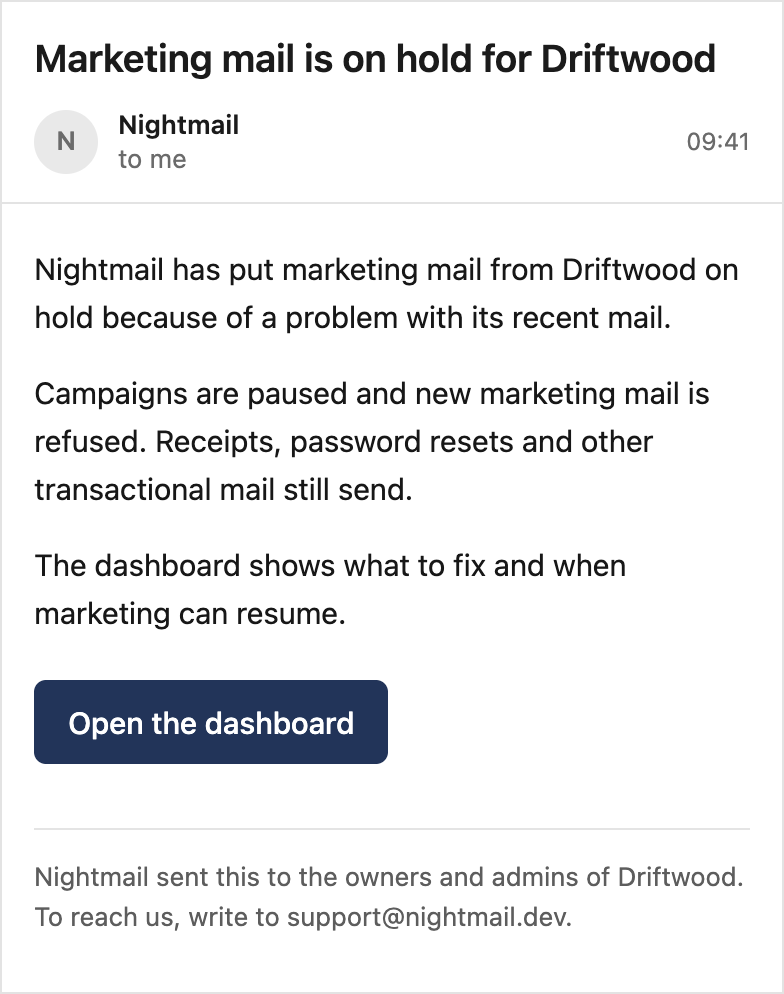 Marketing mail is on hold for Driftwood
N
Nightmail
to me
09:41
Nightmail has put marketing mail from Driftwood on
hold because of a problem with its recent mail.
Campaigns are paused and new marketing mail is
refused. Receipts, password resets and other
transactional mail still send.
The dashboard shows what to fix and when
marketing can resume.
Open the dashboard
Nightmail sent this to the owners and admins of Driftwood.
To reach us, write to support@nightmail.dev.